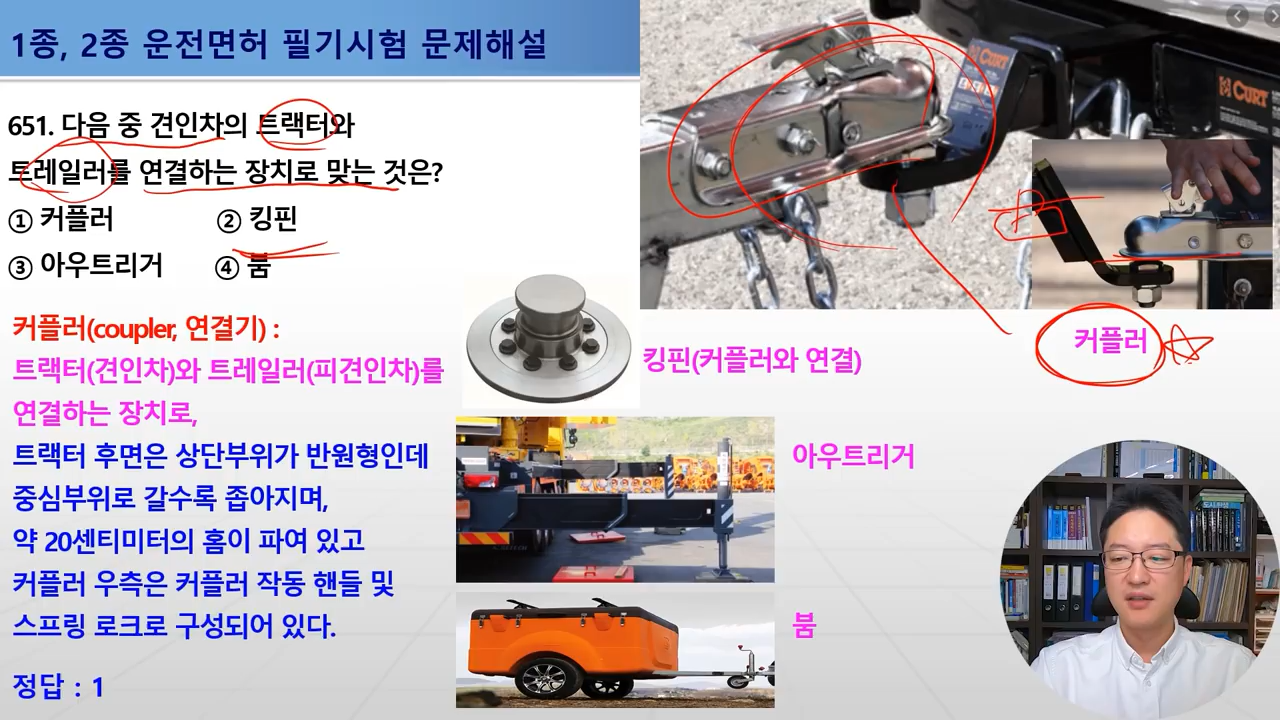 1종, 2종 운전면허 필기시험 문제해설
651. 다음 중 견인차의 트랙터와
트레일러를 연결하는 장치로 맞는 것은?
① 커플러 ② 킹핀
③ 아우트리거 ④ 붐
커플러(coupler, 연결기) :
트랙터(견인차)와 트레일러(피견인차)를
연결하는 장치로,
트랙터 후면은 상단부위가 반원형인데
중심부위로 갈수록 좁아지며,
약 20센티미터의 홈이 파여 있고
커플러 우측은 커플러 작동 핸들 및
스프링 로크로 구성되어 있다.
정답 : 1
CURT
CURT
커플러
킹핀(커플러와 연결)
아우트리거
붐